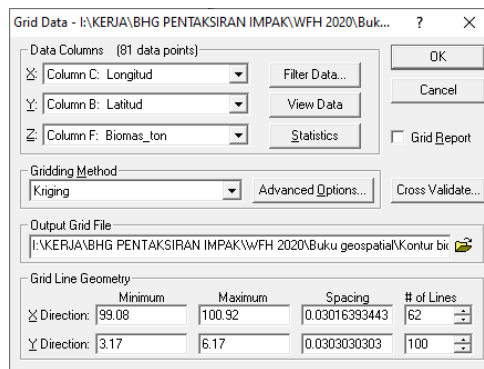 Grid Data - I:\KERJA\BHG PENTAKSIRAN IMPAK\WFH 2020\Buk... ? ×
Data Columns (81 data points)
X: Column C: Longitud
Filter Data...
OK
Y: Column B: Latitud
View Data
Cancel
Z: Column F: Biomas_ton
Statistics
Grid Report
Gridding Method
Kriging
Advanced Options...
Cross Validate...
Output Grid File
I:\KERJA\BHG PENTAKSIRAN IMPAK\WFH 2020\Buku geospatial\Kontur bio
Grid Line Geometry
Minimum Maximum Spacing # of Lines
X Direction: 99.08 100.92 0.03016393443 62
Y Direction: 3.17 6.17 0.0303030303 100